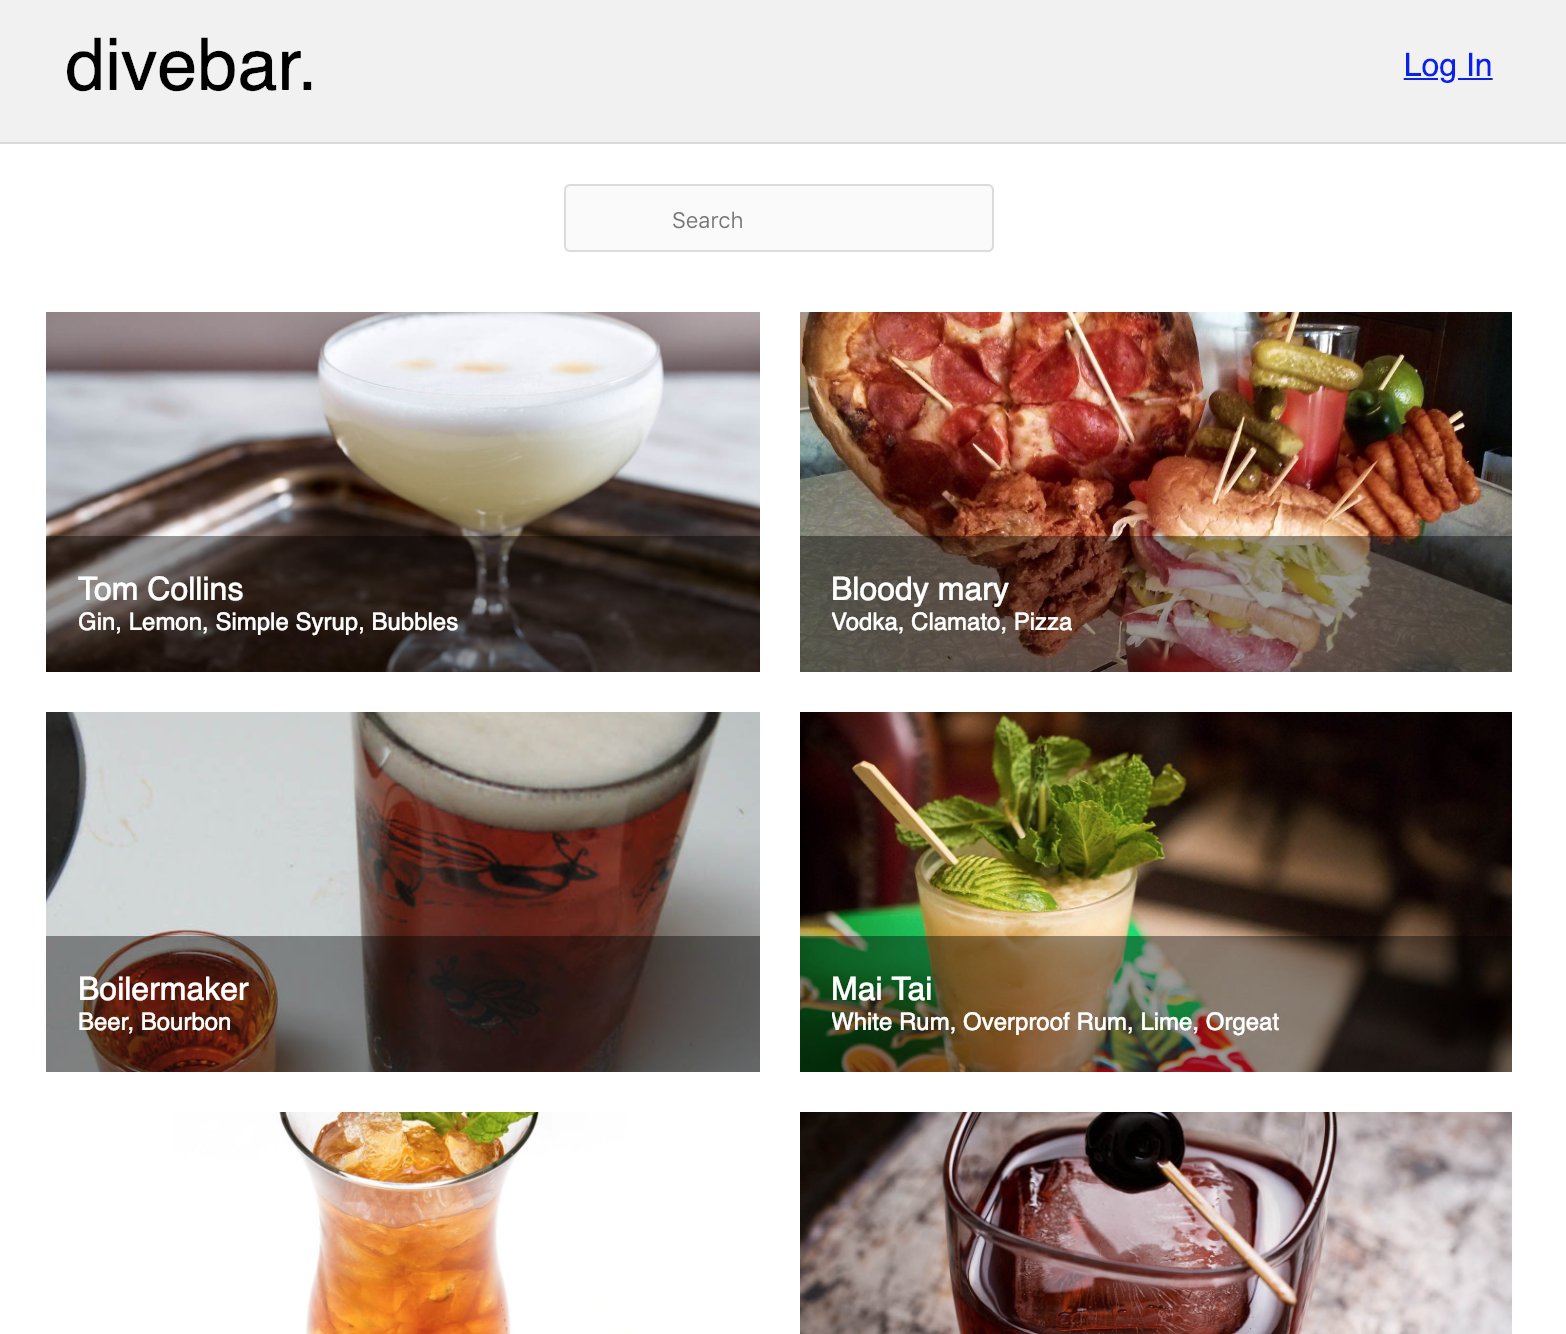 divebar.
Log In
Search
Tom Collins
Gin, Lemon, Simple Syrup, Bubbles
Bloody mary
Vodka, Clamato, Pizza
Boilermaker
Beer, Bourbon
Mai Tai
White Rum, Overproof Rum, Lime, Orgeat